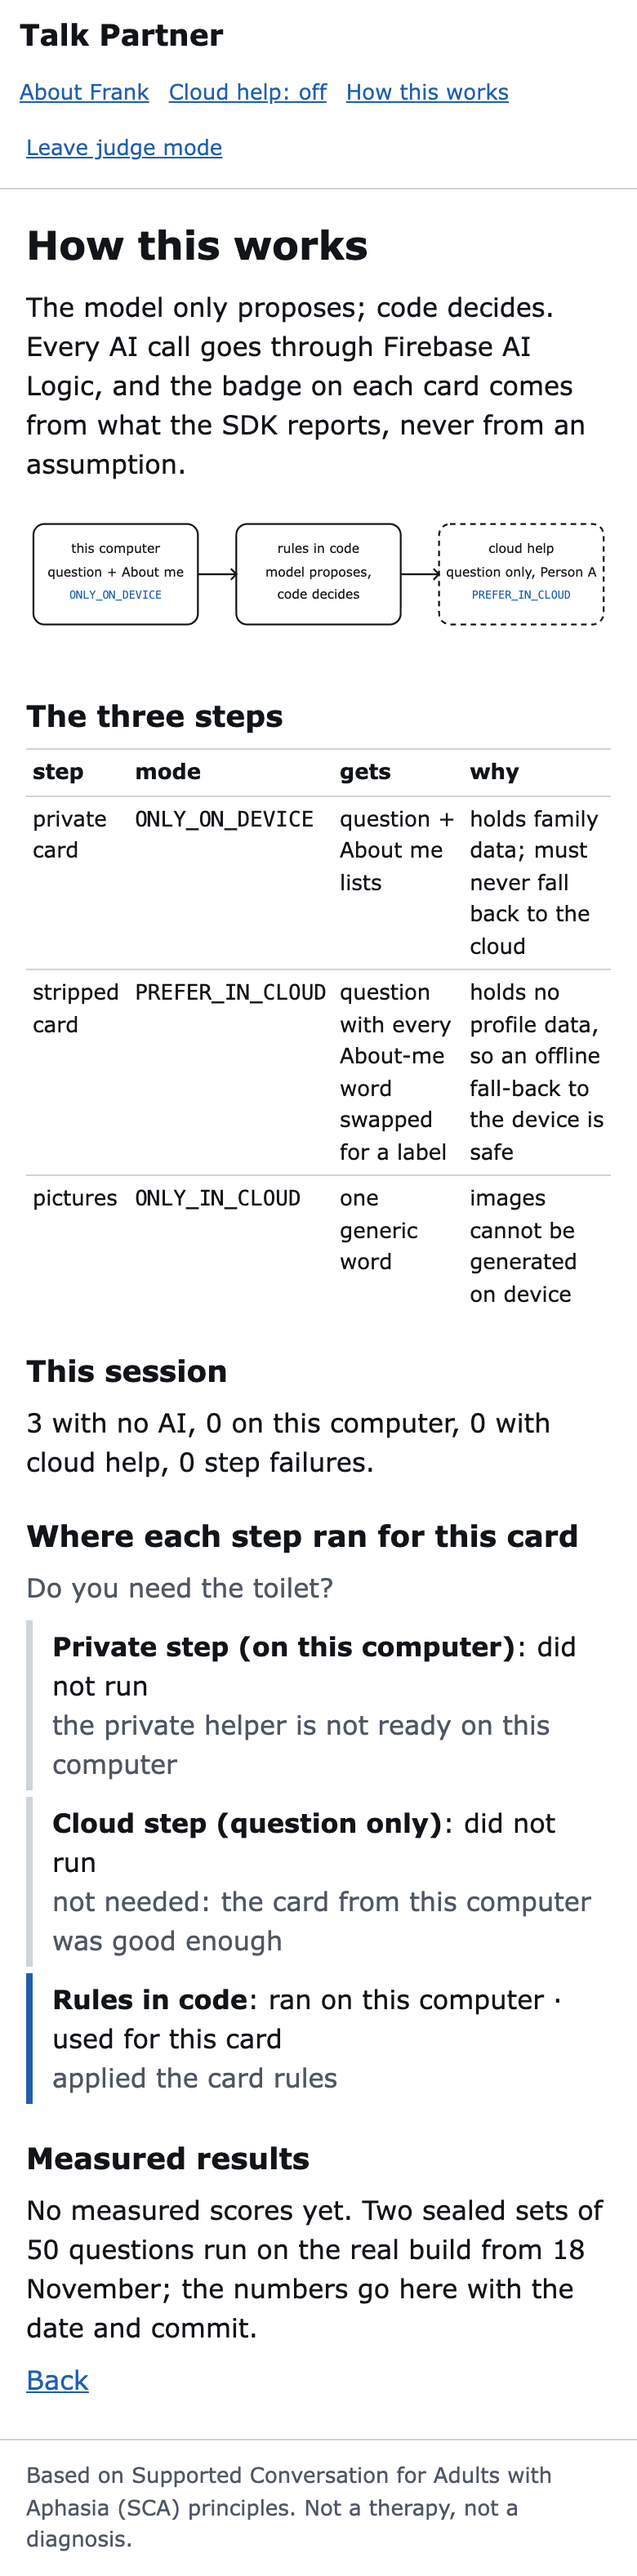 Talk Partner
About Frank Cloud help: off How this works
Leave judge mode
How this works
The model only proposes; code decides.
Every AI call goes through Firebase AI
Logic, and the badge on each card comes
from what the SDK reports, never from an
assumption.
this computer
question + About me
ONLY_ON_DEVICE
rules in code
model proposes,
code decides
cloud help
question only, Person A
PREFER_IN_CLOUD
The three steps
step mode gets why
private ONLY_ON_DEVICE question + holds family
card About me data; must
lists never fall
back to the
cloud
stripped PREFER_IN_CLOUD question holds no
card with every profile data,
About-me so an offline
word fall-back to
swapped the device is
for a label safe
pictures ONLY_IN_CLOUD one images
generic cannot be
word generated
on device
This session
3 with no AI, 0 on this computer, 0 with
cloud help, 0 step failures.
Where each step ran for this card
Do you need the toilet?
Private step (on this computer): did
not run
the private helper is not ready on this
computer
Cloud step (question only): did not
run
not needed: the card from this computer
was good enough
Rules in code: ran on this computer ·
used for this card
applied the card rules
Measured results
No measured scores yet. Two sealed sets of
50 questions run on the real build from 18
November; the numbers go here with the
date and commit.
Back
Based on Supported Conversation for Adults with
Aphasia (SCA) principles. Not a therapy, not a
diagnosis.